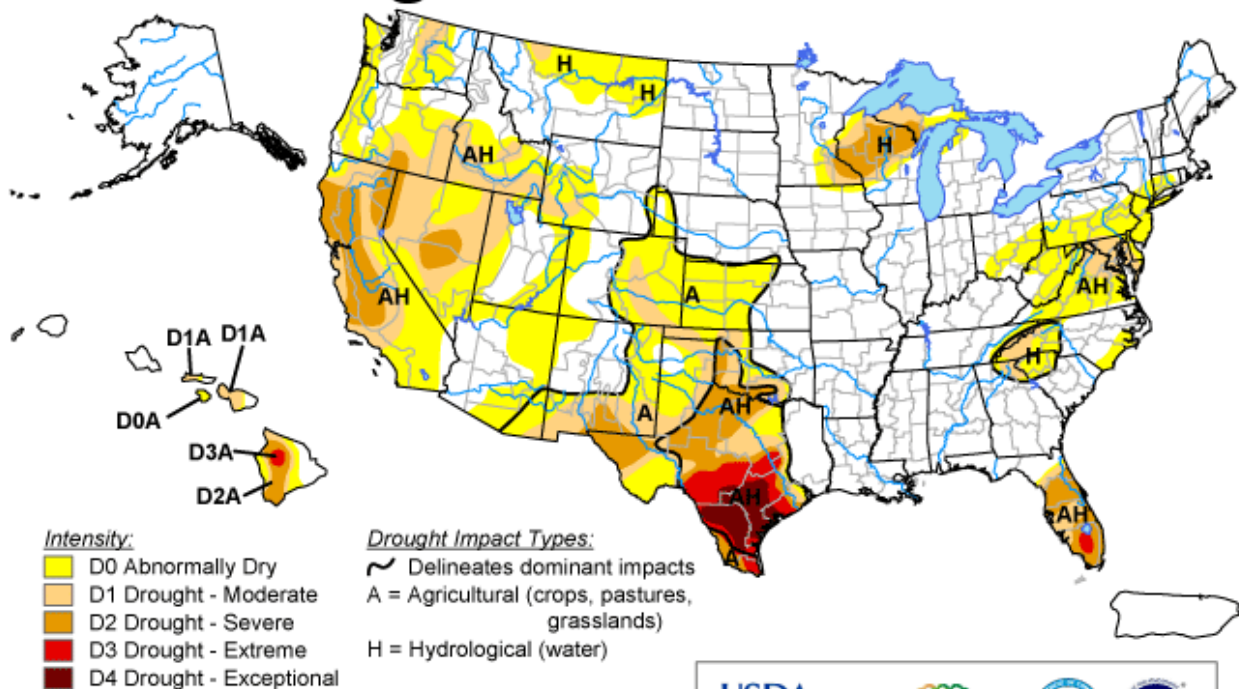 H
H
AH
H
AH
A
AH
H
A
AH
AH
A
AH
D1A D1A
D0A
D3A
D2A
Intensity:
D0 Abnormally Dry
D1 Drought - Moderate
D2 Drought - Severe
D3 Drought - Extreme
D4 Drought - Exceptional
Drought Impact Types:
Delineates dominant impacts
A = Agricultural (crops, pastures,
grasslands)
H = Hydrological (water)
USDA